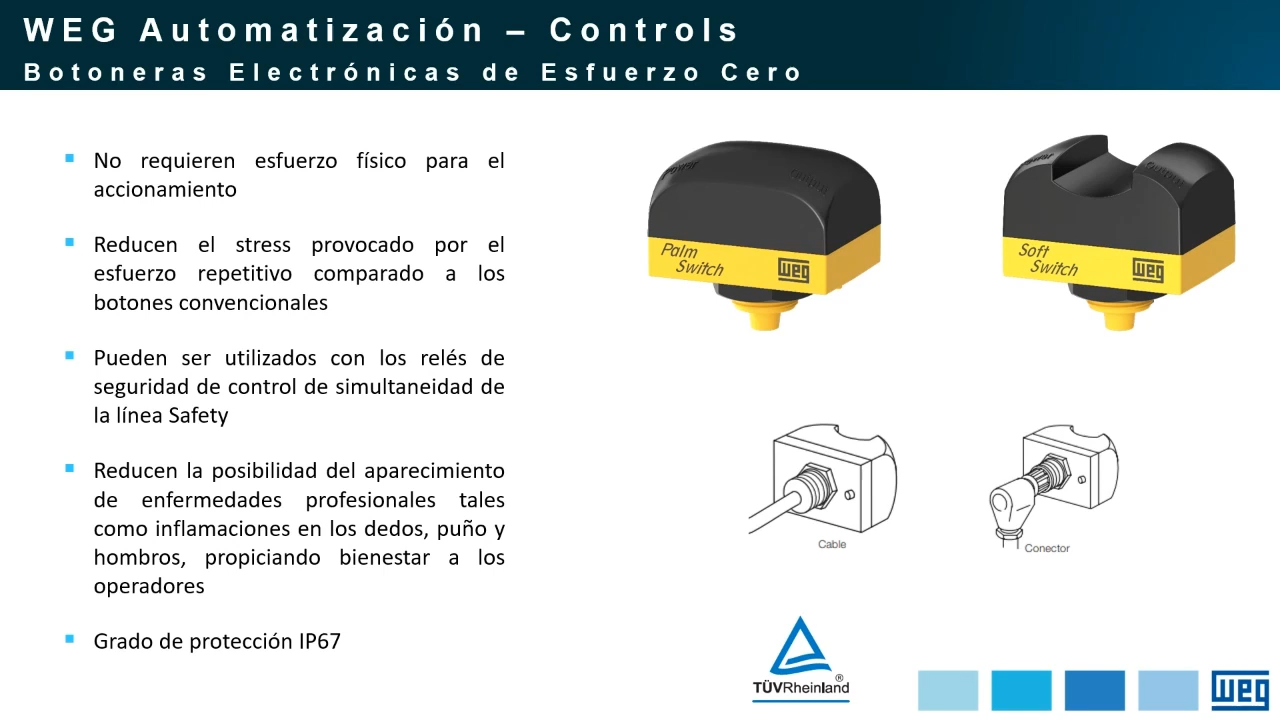 WEG Automatización – Controls
Botoneras Electrónicas de Esfuerzo Cero
No requieren esfuerzo físico para el
accionamiento
Reducen el stress provocado por el
esfuerzo repetitivo comparado a los
botones convencionales
Pueden ser utilizados con los relés de
seguridad de control de simultaneidad de
la línea Safety
Reducen la posibilidad del aparecimiento
de enfermedades profesionales tales
como inflamaciones en los dedos, puño y
hombros, propiciando bienestar a los
operadores
Grado de protección IP67
Palm
Switch
weg
Soft
Switch
weg
Cable
Conector
TÜVRheinland®
weg